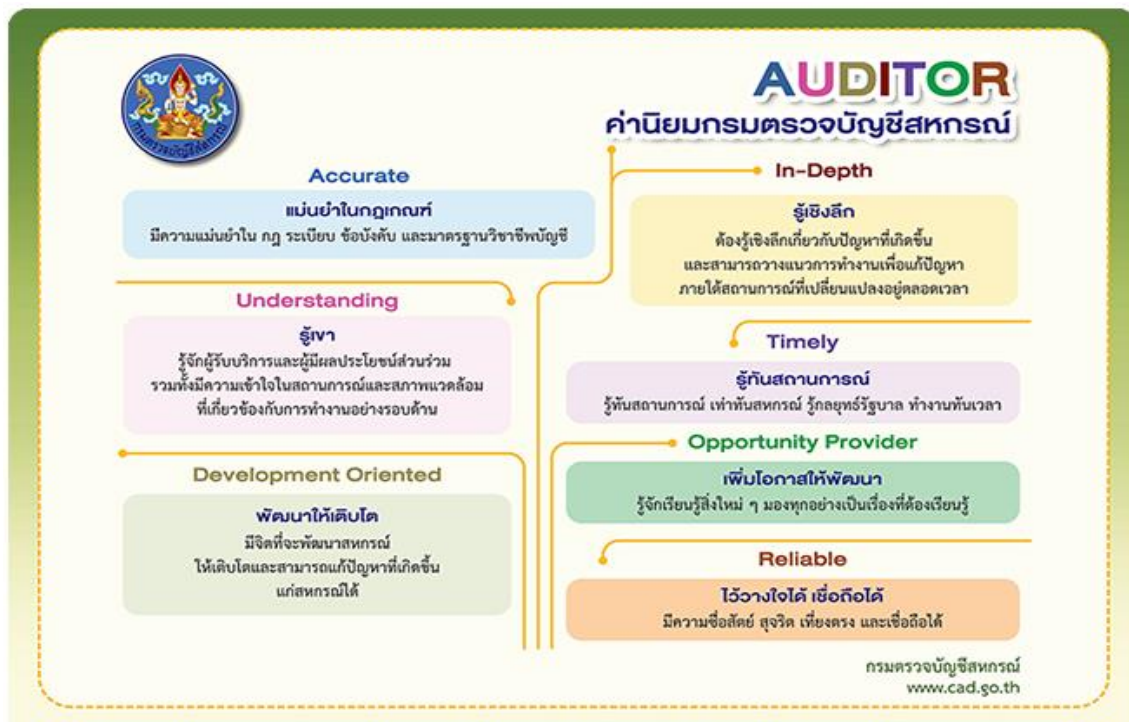 กรมตรวจบัญชีสหกรณ์
AUDITOR
ค่านิยมกรมตรวจบัญชีสหกรณ์
Accurate
แม่นยำในกฎเกณฑ์
มีความแม่นยำใน กฎ ระเบียบ ข้อบังคับ และมาตรฐานวิชาชีพบัญชี
Understanding
รู้เขา
รู้จักผู้รับบริการและผู้มีผลประโยชน์ส่วนร่วม
รวมทั้งมีความเข้าใจในสถานการณ์และสภาพแวดล้อม
ที่เกี่ยวข้องกับการทำงานอย่างรอบด้าน
Development Oriented
พัฒนาให้เติบโต
มีจิตที่จะพัฒนาสหกรณ์
ให้เติบโตและสามารถแก้ปัญหาที่เกิดขึ้น
แก่สหกรณ์ได้
In-Depth
รู้เชิงลึก
ต้องรู้เชิงลึกเกี่ยวกับปัญหาที่เกิดขึ้น
และสามารถวางแนวการทำงานเพื่อแก้ปัญหา
ภายใต้สถานการณ์ที่เปลี่ยนแปลงอยู่ตลอดเวลา
Timely
รู้ทันสถานการณ์
รู้ทันสถานการณ์ เท่าทันสหกรณ์ รู้กลยุทธ์รัฐบาล ทำงานทันเวลา
Opportunity Provider
เพิ่มโอกาสให้พัฒนา
รู้จักเรียนรู้สิ่งใหม่ ๆ มองทุกอย่างเป็นเรื่องที่ต้องเรียนรู้
Reliable
ไว้วางใจได้ เชื่อถือได้
มีความซื่อสัตย์ สุจริต เที่ยงตรง และเชื่อถือได้
กรมตรวจบัญชีสหกรณ์
www.cad.go.th